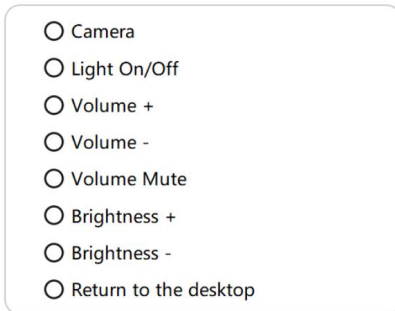 Camera
Light On/Off
Volume +
Volume -
Volume Mute
Brightness +
Brightness -
Return to the desktop